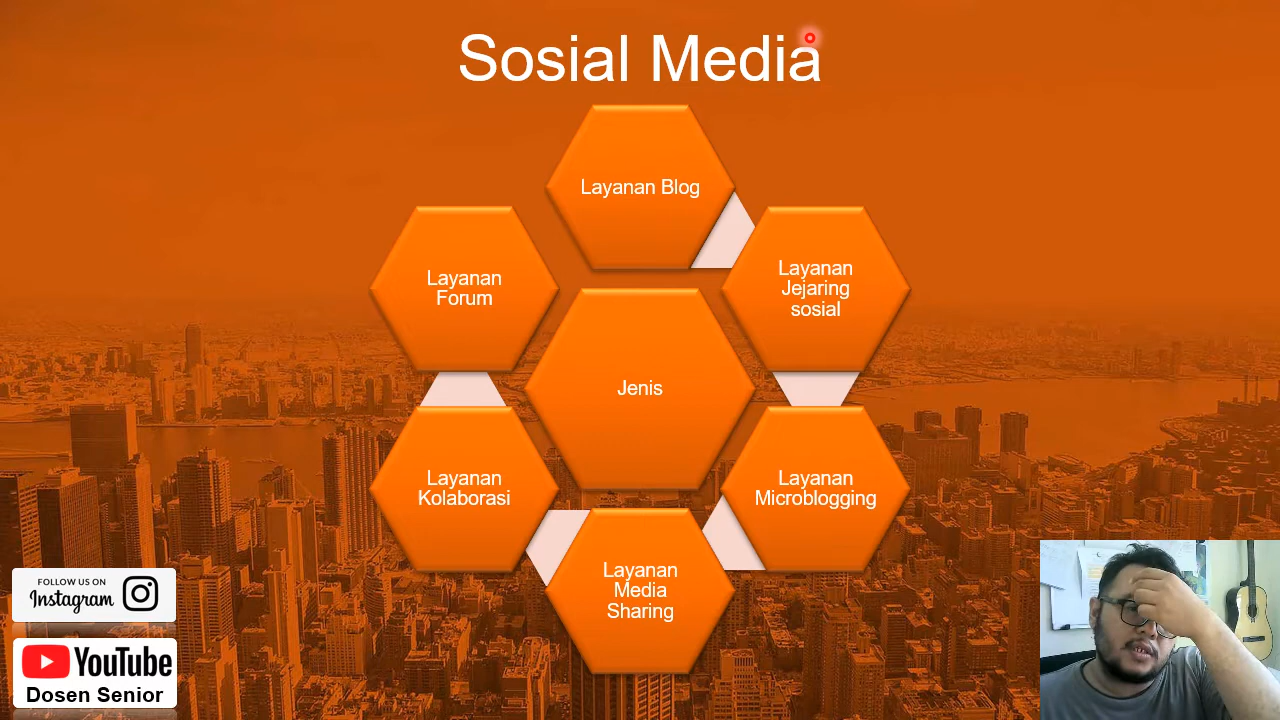 Sosial Media
Layanan Blog
Layanan
Jejaring
sosial
Layanan
Microblogging
Layanan
Media
Sharing
Layanan
Kolaborasi
Layanan
Forum
Jenis
FOLLOW US ON
Instagram
YouTube
Dosen Senior